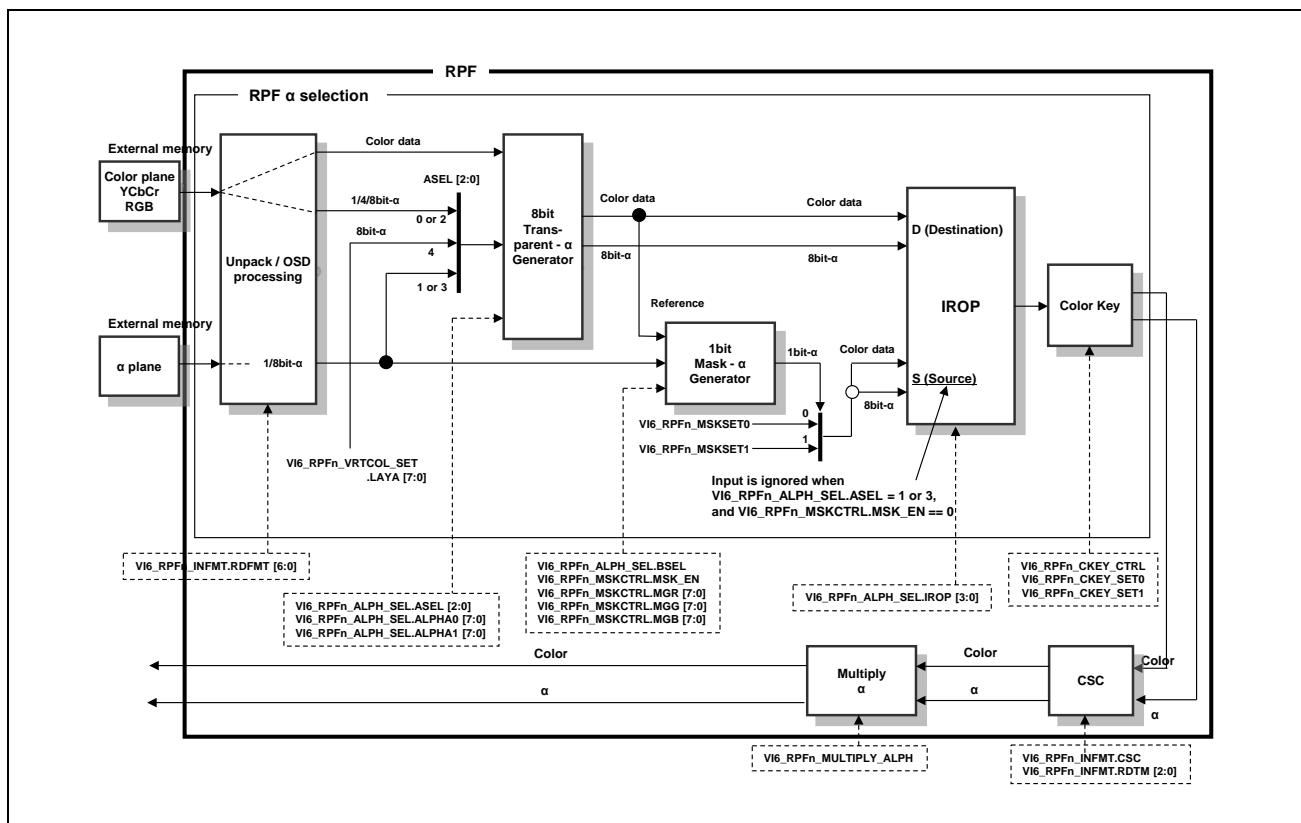 RPF
RPF α selection
External memory
Color plane
YCbCr
RGB
External memory
α plane
Unpack / OSD
processing
1/8bit-α
Color data
ASEL [2:0]
1/4/8bit-α
0 or 2
8bit-α
4
1 or 3
8bit
Trans-
parent - α
Generator
Color data
8bit-α
Color data
8bit-α
Reference
1bit
Mask - α
Generator
1bit-α
Color data
8bit-α
0
1
VI6_RPFn_MSKSET0
VI6_RPFn_MSKSET1
D (Destination)
IROP
S (Source)
Color Key
VI6_RPFn_VRTCOL_SET
.LAYA [7:0]
Input is ignored when
VI6_RPFn_ALPH_SEL.ASEL = 1 or 3,
and VI6_RPFn_MSKCTRL.MSK_EN == 0
VI6_RPFn_INFMT.RDFMT [6:0]
VI6_RPFn_ALPH_SEL.ASEL [2:0]
VI6_RPFn_ALPH_SEL.ALPHA0 [7:0]
VI6_RPFn_ALPH_SEL.ALPHA1 [7:0]
VI6_RPFn_ALPH_SEL.BSEL
VI6_RPFn_MSKCTRL.MSK_EN
VI6_RPFn_MSKCTRL.MGR [7:0]
VI6_RPFn_MSKCTRL.MGG [7:0]
VI6_RPFn_MSKCTRL.MGB [7:0]
VI6_RPFn_ALPH_SEL.IROP [3:0]
VI6_RPFn_CKEY_CTRL
VI6_RPFn_CKEY_SET0
VI6_RPFn_CKEY_SET1
Color
α
Multiply
α
Color
α
CSC
Color
α
VI6_RPFn_MULTIPLY_ALPH
VI6_RPFn_INFMT.CSC
VI6_RPFn_INFMT.RDTM [2:0]